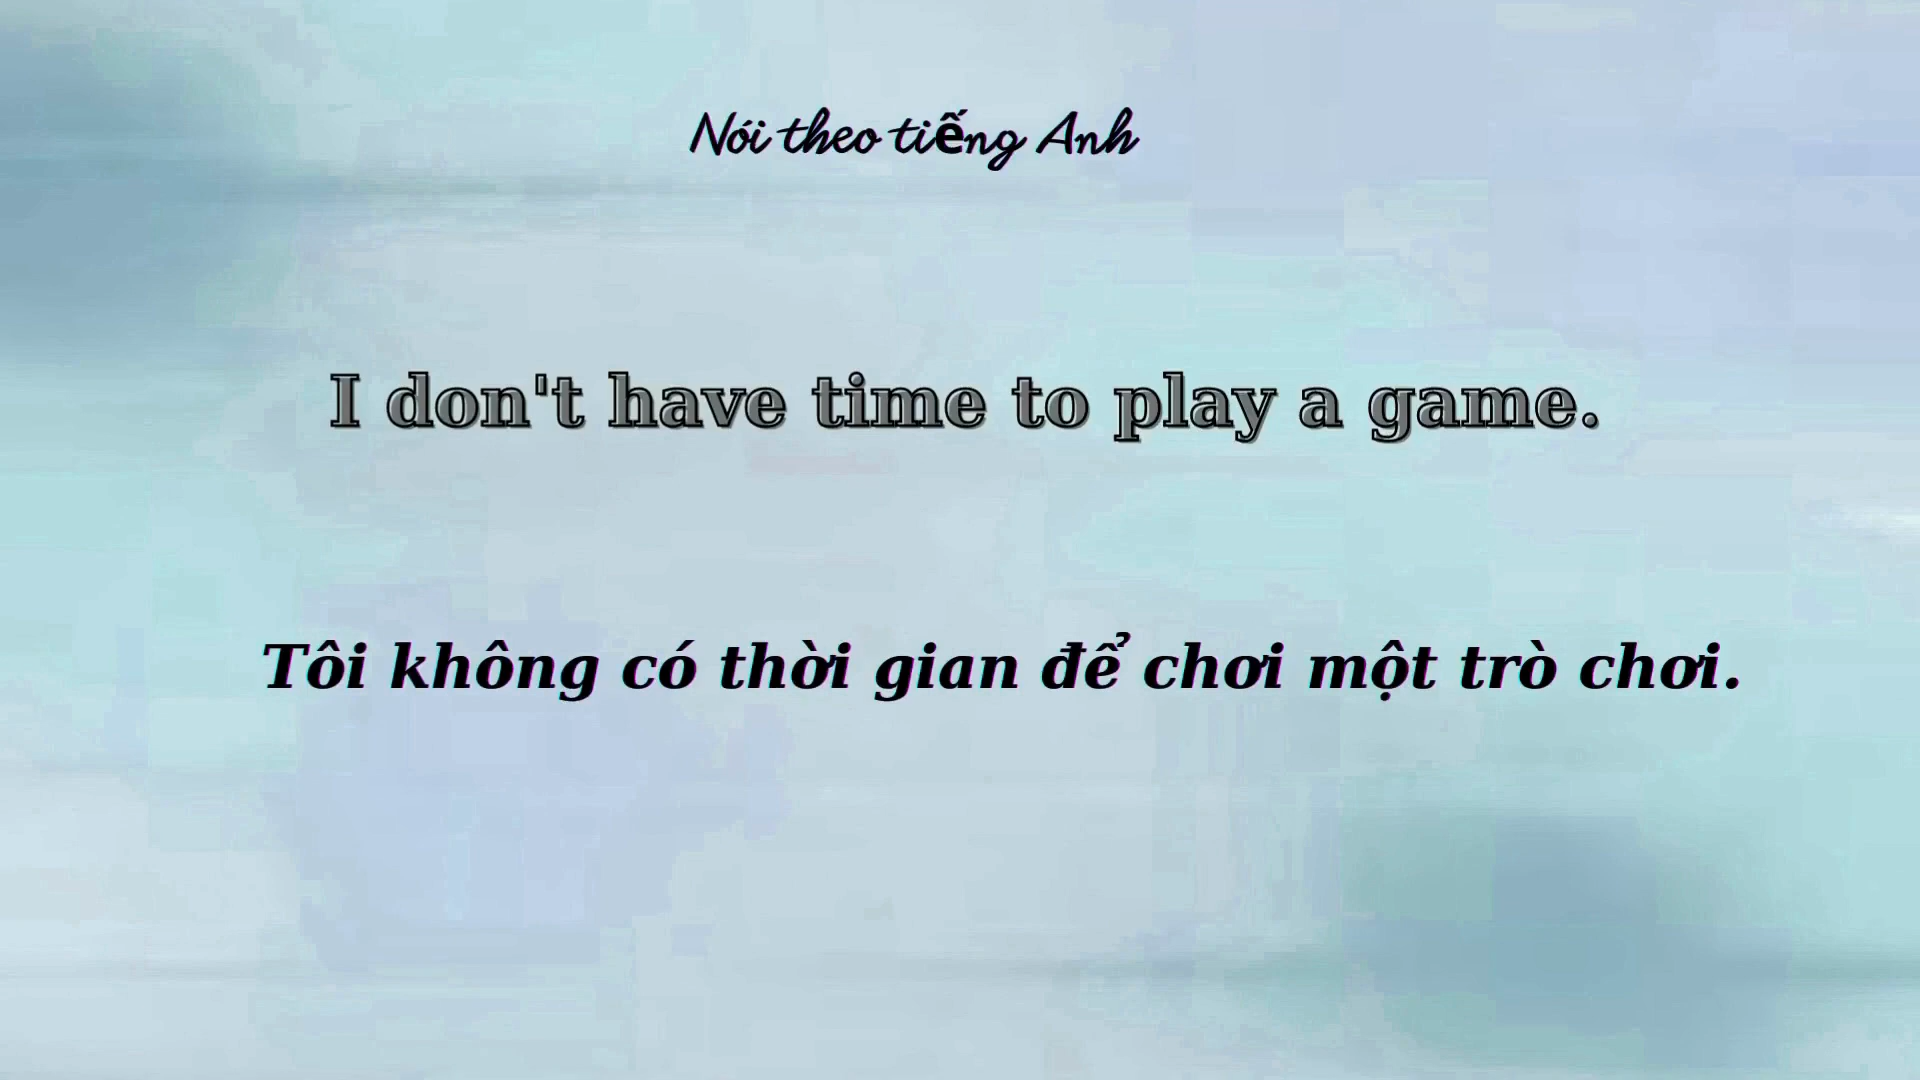 Nói theo tiếng Anh
I don't have time to play a game.
Tôi không có thời gian để chơi một trò chơi.